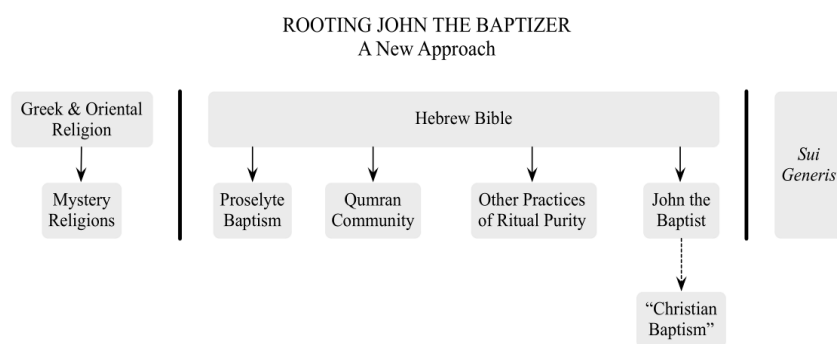 ROOTING JOHN THE BAPTIZER
A New Approach
Greek & Oriental
Religion
Hebrew Bible
Sui
Generis
Mystery
Religions
Proselyte
Baptism
Qumran
Community
Other Practices
of Ritual Purity
John the
Baptist
“Christian
Baptism”